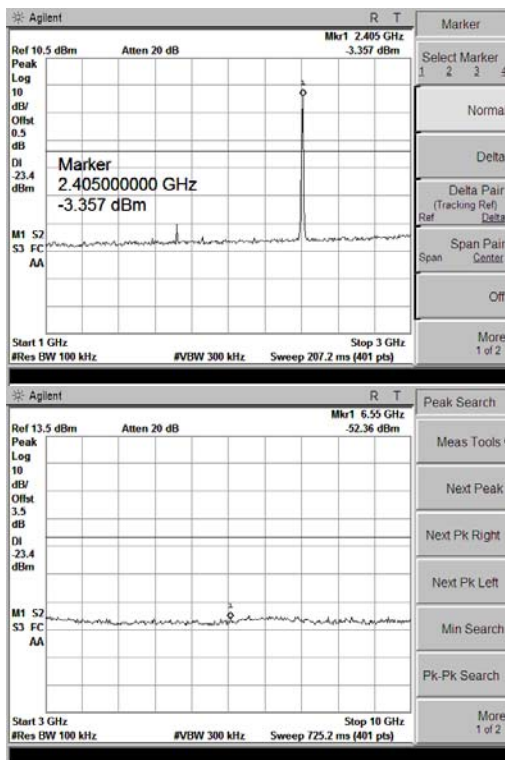 Agilent R T
Mkr1 2.405 GHz
Ref 10.5 dBm Atten 20 dB -3.357 dBm
Peak
Log
10
dB/
Offst
0.5
dB
DI
-23.4
dBm
Marker
2.405000000 GHz
-3.357 dBm
M1 S2
S3 FC
AA
Start 1 GHz Stop 3 GHz
#Res BW 100 kHz #VBW 300 kHz Sweep 207.2 ms (401 pts)
Marker
Select Marker
1 2 3 4
Norma
Delta
Delta Pair
(Tracking Ref)
Ref Delta
Span Pair
Span Center
Off
More
1 of 2
Agilent R T
Mkr1 6.55 GHz
Ref 13.5 dBm Atten 20 dB -52.36 dBm
Peak
Log
10
dB/
Offst
3.5
dB
DI
-23.4
dBm
M1 S2
S3 FC
AA
Start 3 GHz Stop 10 GHz
#Res BW 100 kHz #VBW 300 kHz Sweep 725.2 ms (401 pts)
Peak Search
Meas Tools
Next Peak
Next Pk Right
Next Pk Left
Min Search
Pk-Pk Search
More
1 of 2